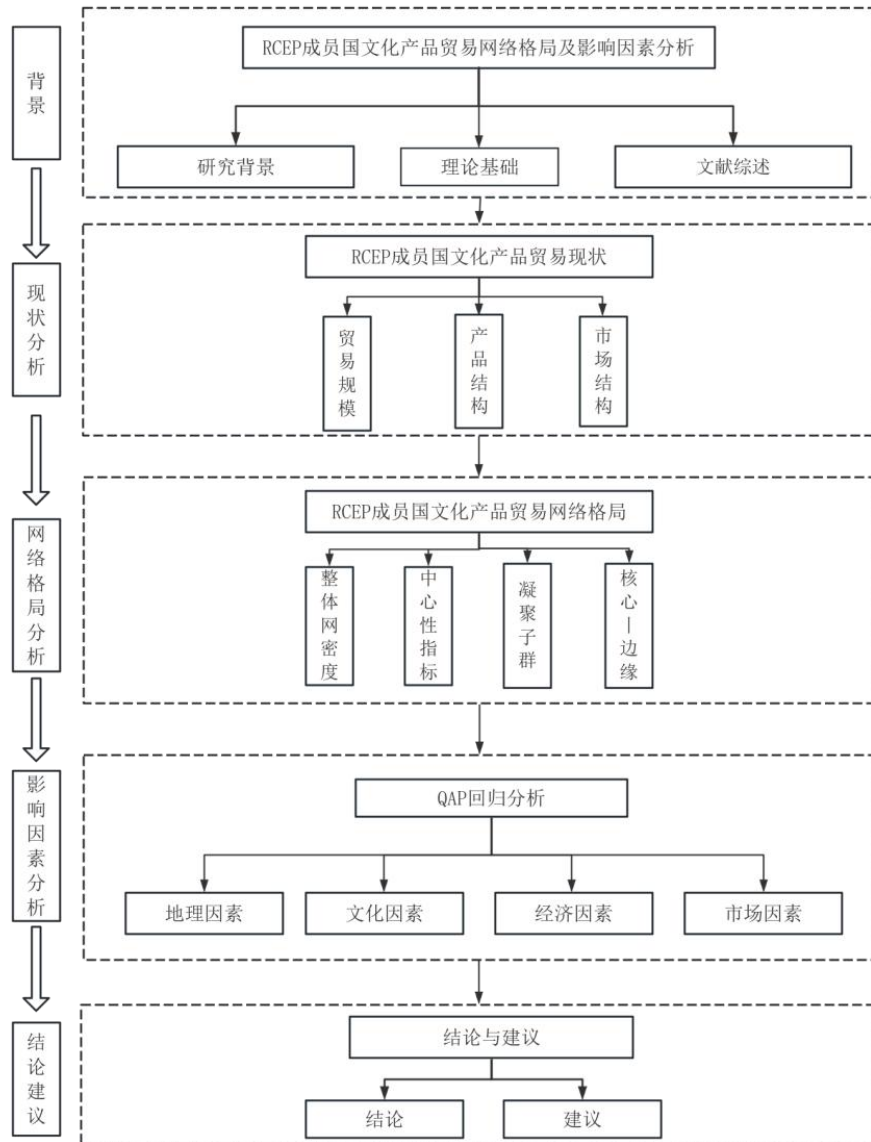 背景
RCEP成员国文化产品贸易网络格局及影响因素分析
研究背景
理论基础
文献综述
现状分析
RCEP成员国文化产品贸易现状
贸易规模
产品结构
市场结构
网络格局分析
RCEP成员国文化产品贸易网络格局
整体网密度
中心性指标
凝聚子群
核心—边缘
影响因素分析
QAP回归分析
地理因素
文化因素
经济因素
市场因素
结论建议
结论与建议
结论
建议